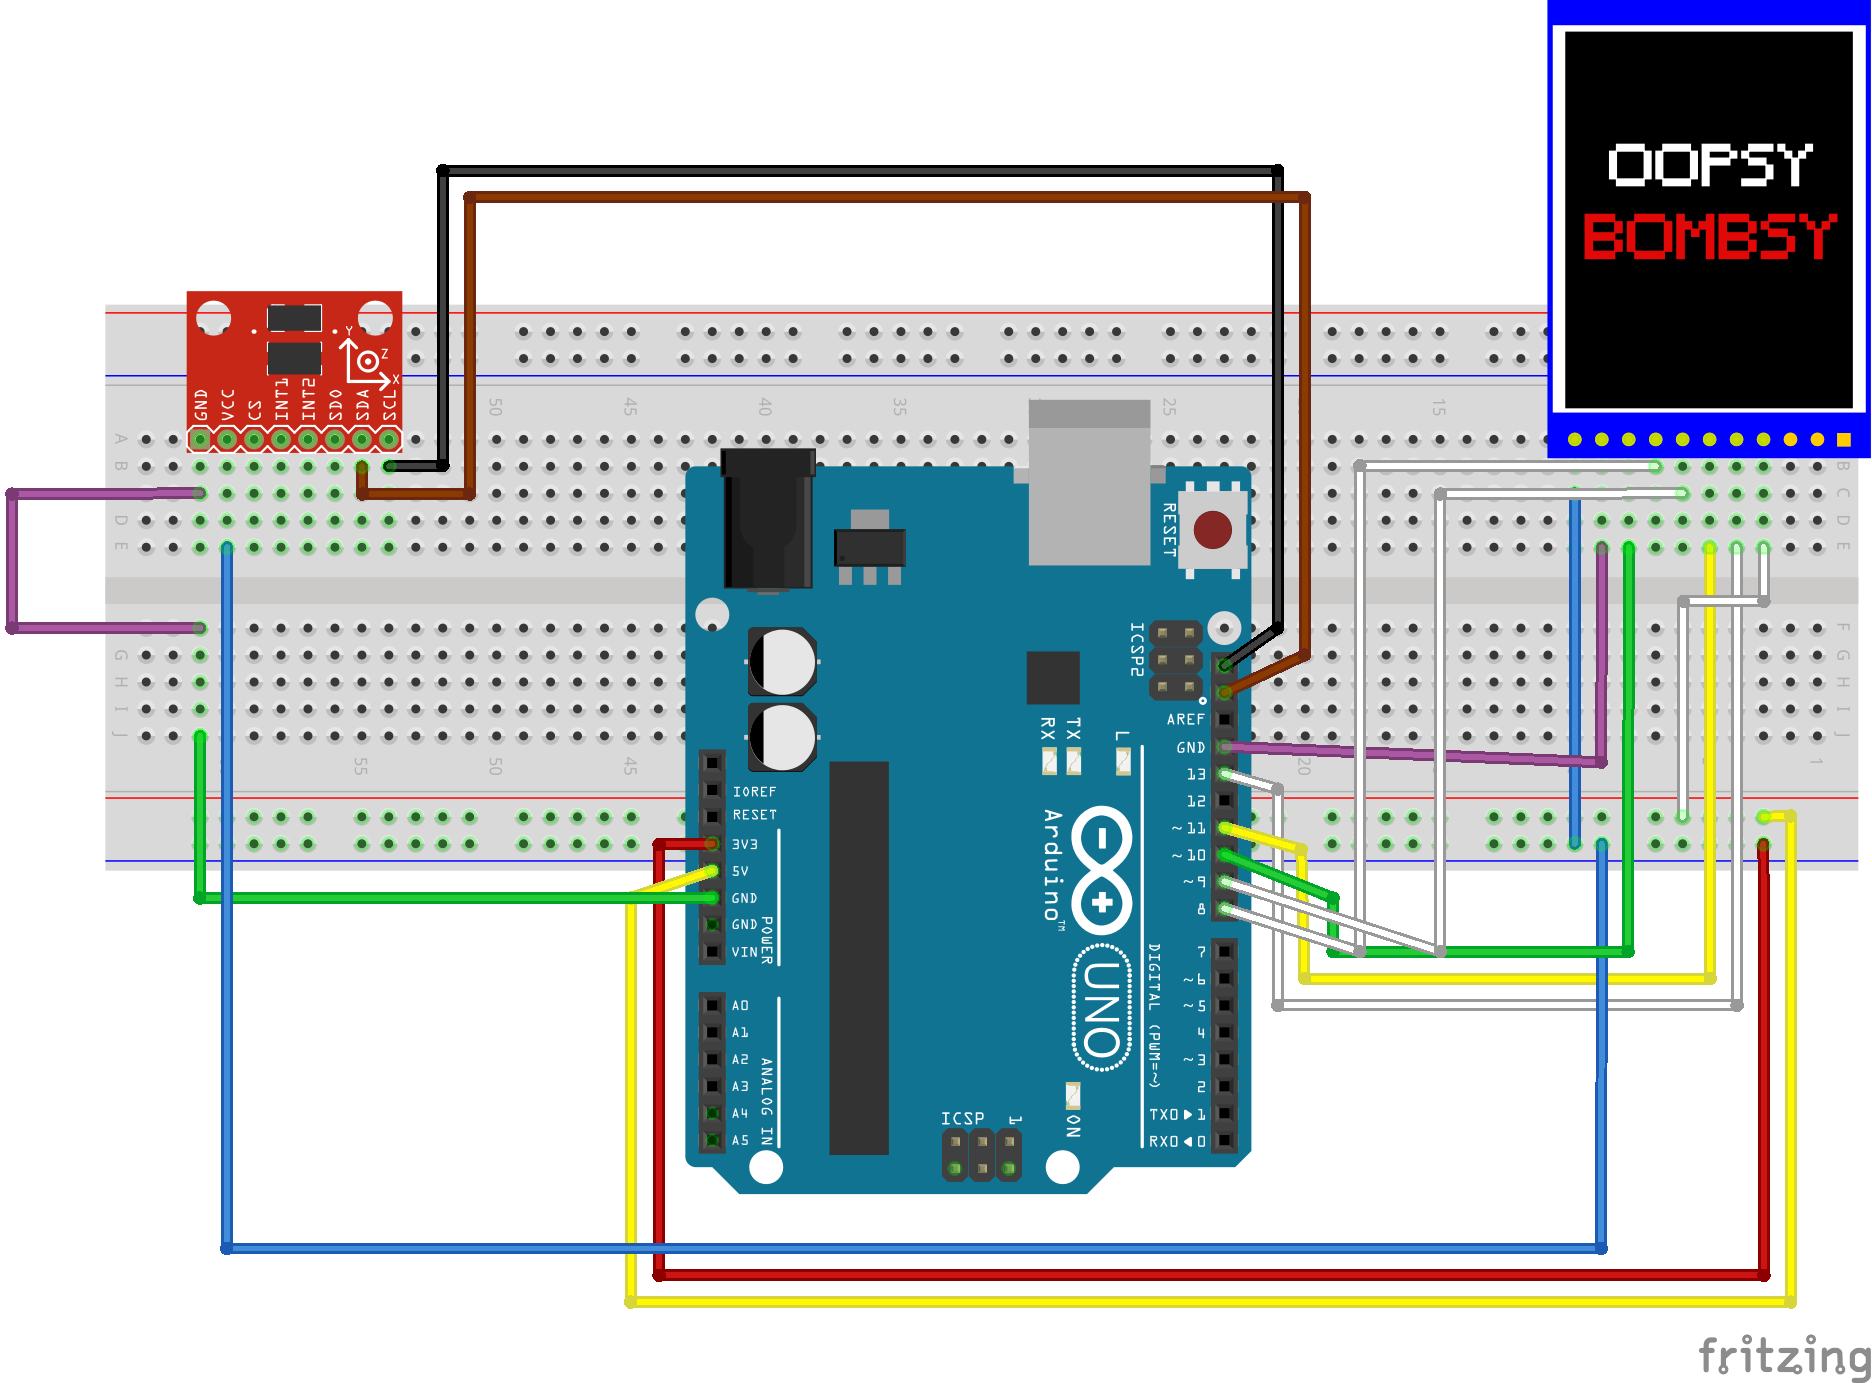 OOPSY
BOMBSY
GND
VCC
CS
INT1
INT2
SDO
SDA
SCL
Y
Z
X
50
45
40
35
25
15
A
B
C
D
E
F
G
H
I
J
A
B
D
E
F
G
H
I
J
55
50
45
20
1
RESET
ICSP2
AREF
GND
13
12
~11
~10
~9
8
7
~6
~5
4
~3
2
TX0▶1
RX0◀0
RX
TX
L
IOREF
RESET
3V3
5V
GND
GND
VIN
POWER
A0
A1
A2
A3
A4
A5
ANALOG IN
Arduino™
UNO
DIGITAL (PWM=~)
ICSP
1
ON
fritzing